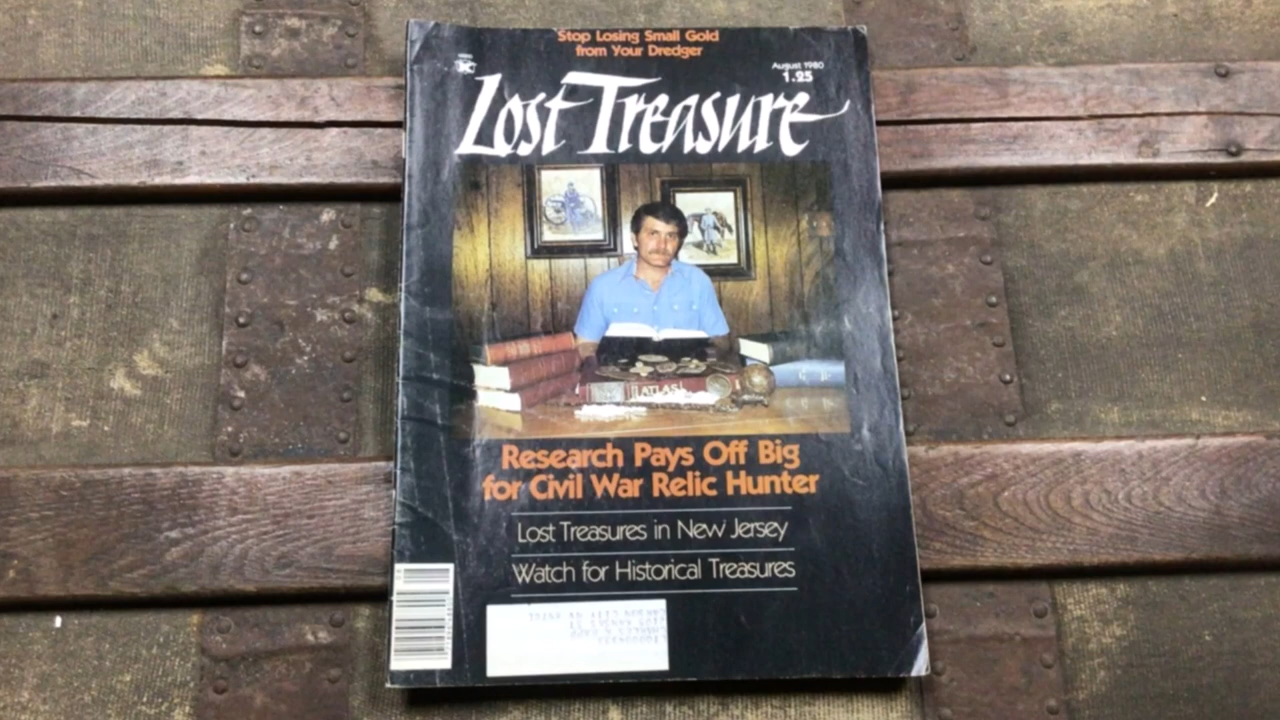 Stop Losing Small Gold
from Your Dredger
August 1980
1.25
Lost Treasure
ATLAS
Research Pays Off Big
for Civil War Relic Hunter
Lost Treasures in New Jersey
Watch for Historical Treasures